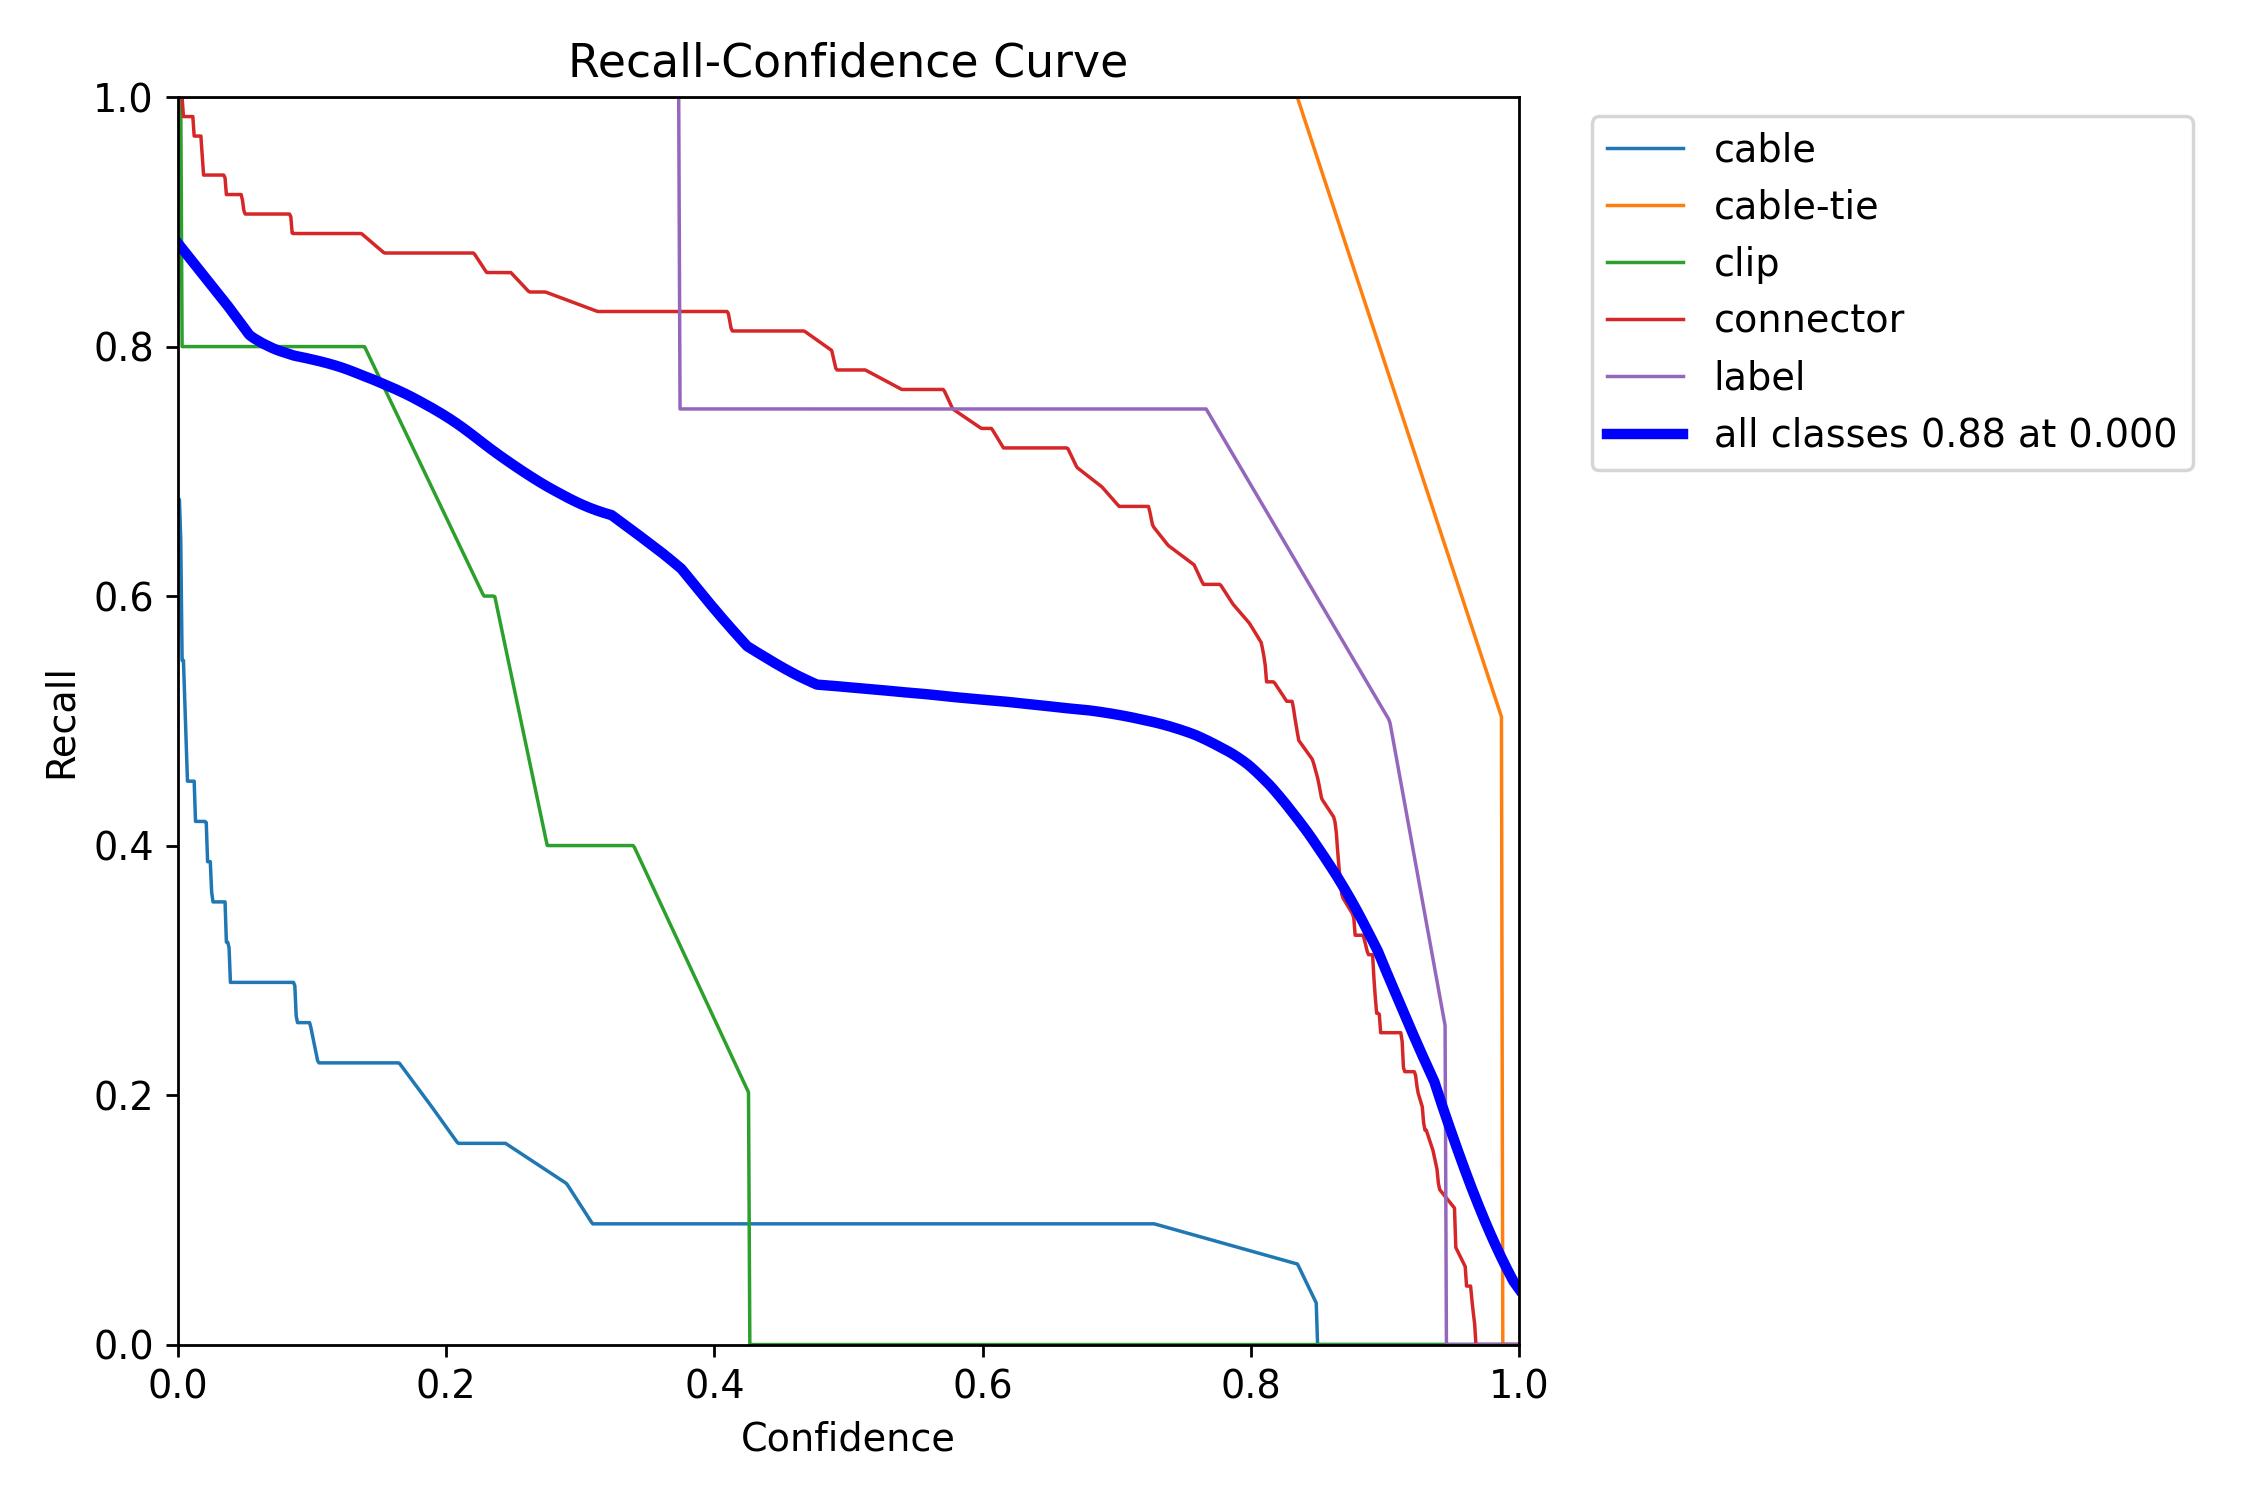 Recall-Confidence Curve
1.0
0.8
0.6
0.4
0.2
0.0
Recall
0.0 0.2 0.4 0.6 0.8 1.0
Confidence
cable
cable-tie
clip
connector
label
all classes 0.88 at 0.000